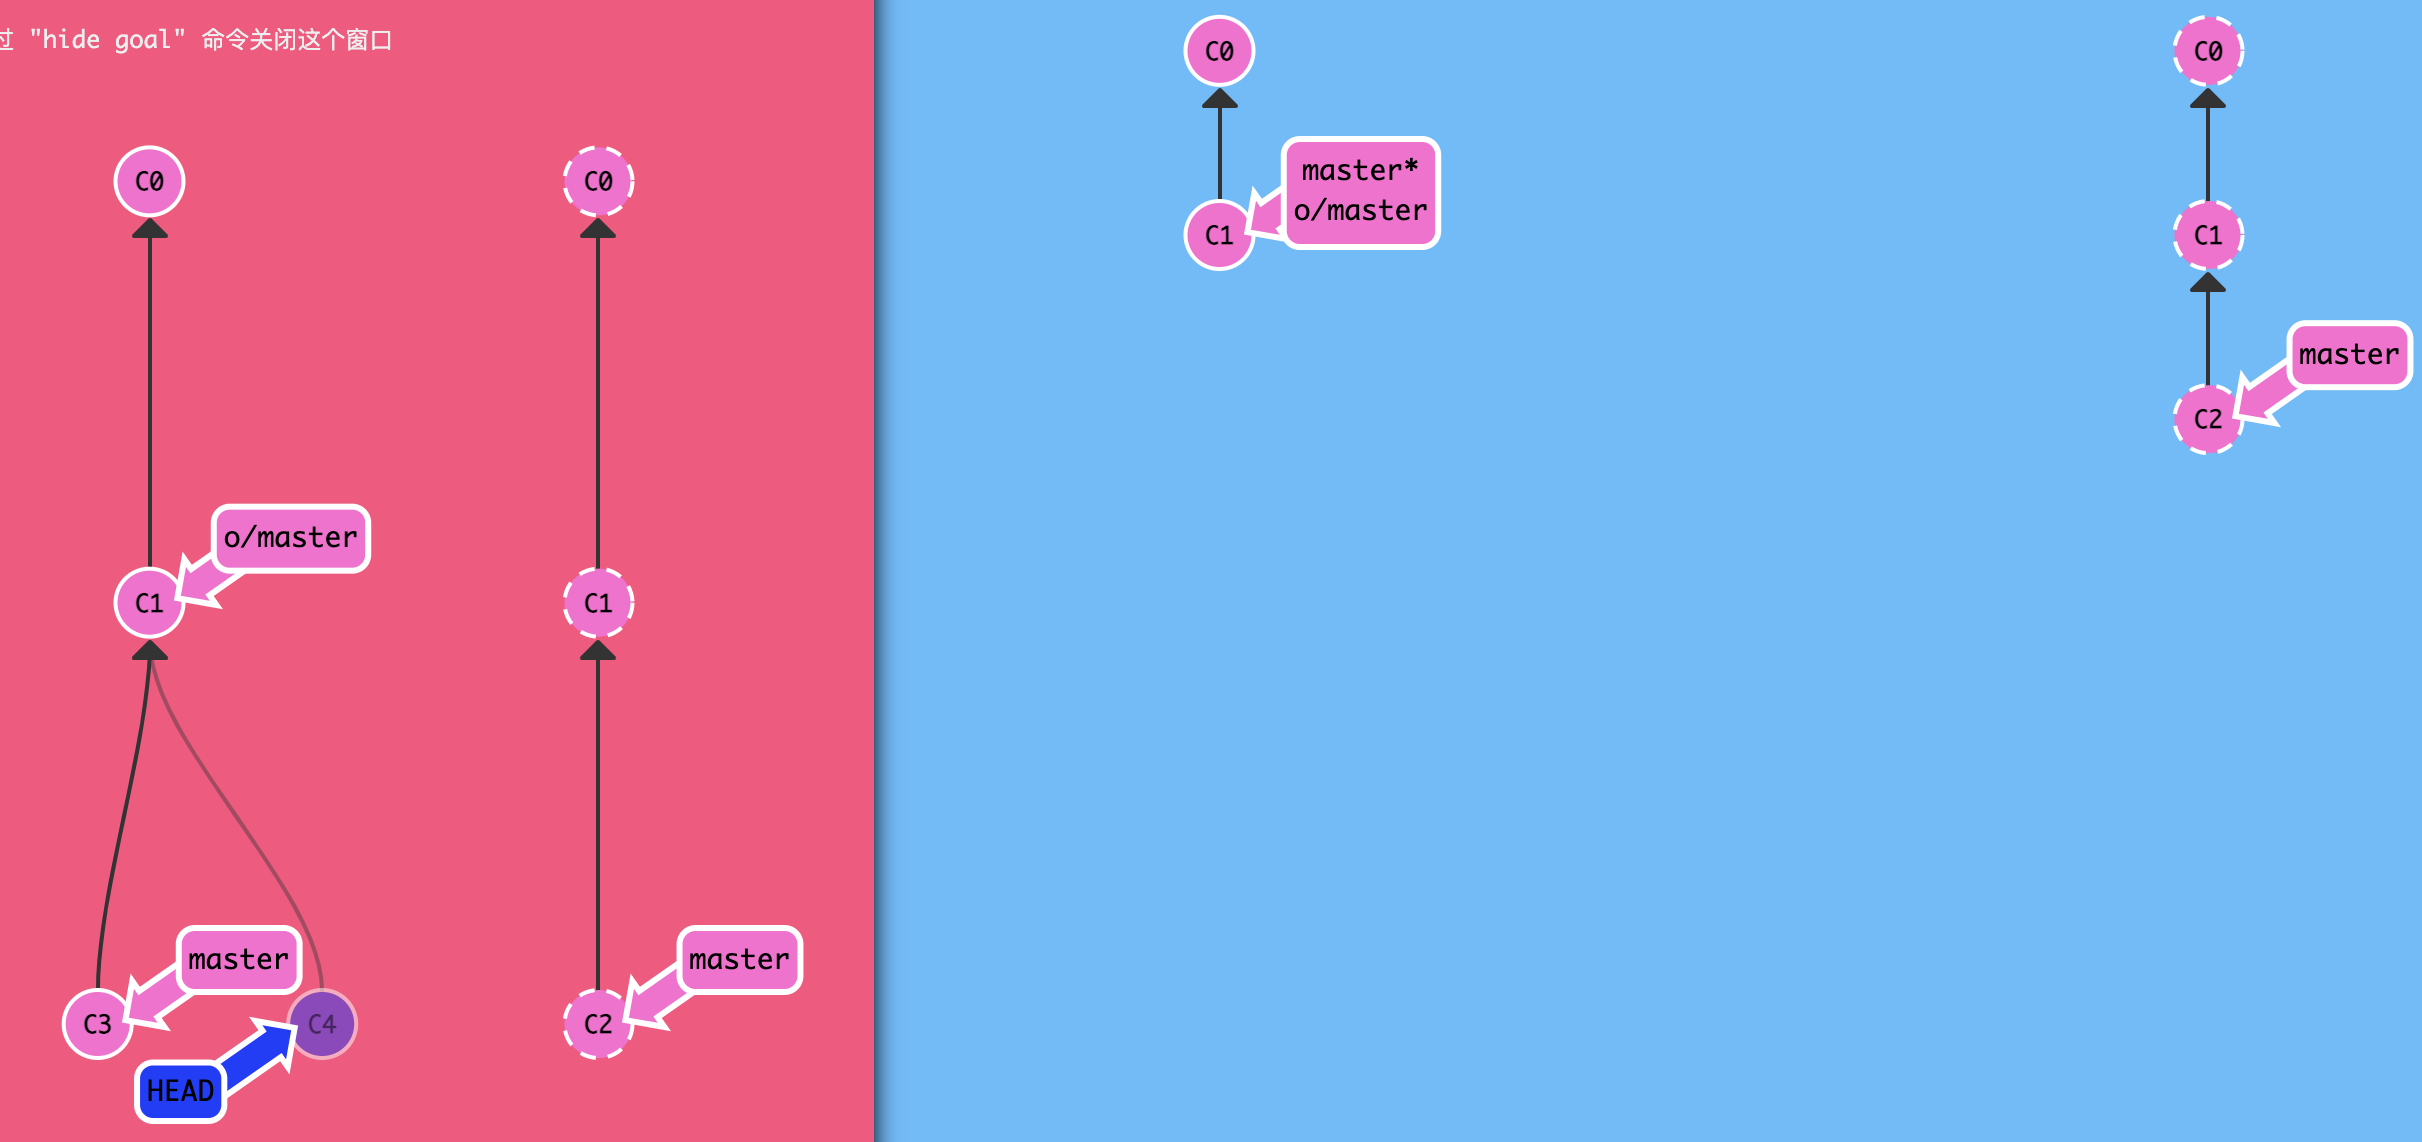 过 "hide goal" 命令关闭这个窗口
C0
C0
o/master
C1
C1
master
master
C3
C4
C2
HEAD
C0
C0
master*
o/master
C1
C1
master
C2